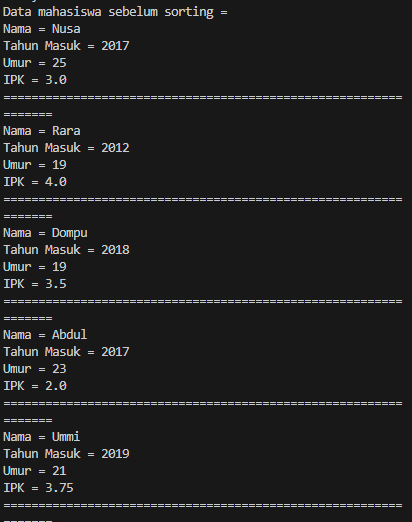 Data mahasiswa sebelum sorting =
Nama = Nusa
Tahun Masuk = 2017
Umur = 25
IPK = 3.0
=========================================================
=======
Nama = Rara
Tahun Masuk = 2012
Umur = 19
IPK = 4.0
=========================================================
=======
Nama = Dompu
Tahun Masuk = 2018
Umur = 19
IPK = 3.5
=========================================================
=======
Nama = Abdul
Tahun Masuk = 2017
Umur = 23
IPK = 2.0
=========================================================
=======
Nama = Ummi
Tahun Masuk = 2019
Umur = 21
IPK = 3.75
=========================================================
=======